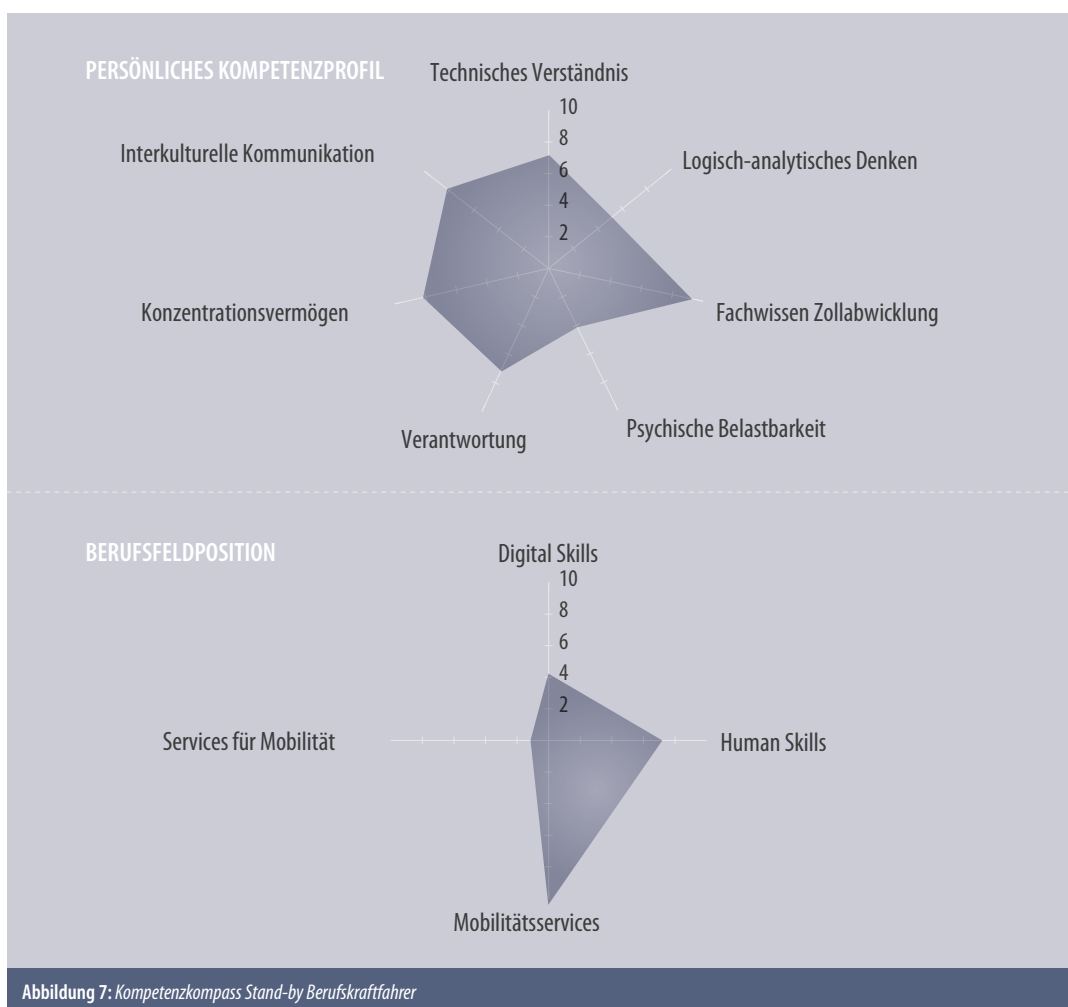 PERSÖNLICHES KOMPETENZPROFIL
Technisches Verständnis
10
8
6
4
2
Interkulturelle Kommunikation
Logisch-analytisches Denken
Konzentrationsvermögen
Fachwissen Zollabwicklung
Verantwortung
Psychische Belastbarkeit
BERUFSFELDPOSITION
Digital Skills
10
8
6
4
2
Services für Mobilität
Human Skills
Mobilitätsservices
Abbildung 7: Kompetenzkompass Stand-by Berufskraftfahrer